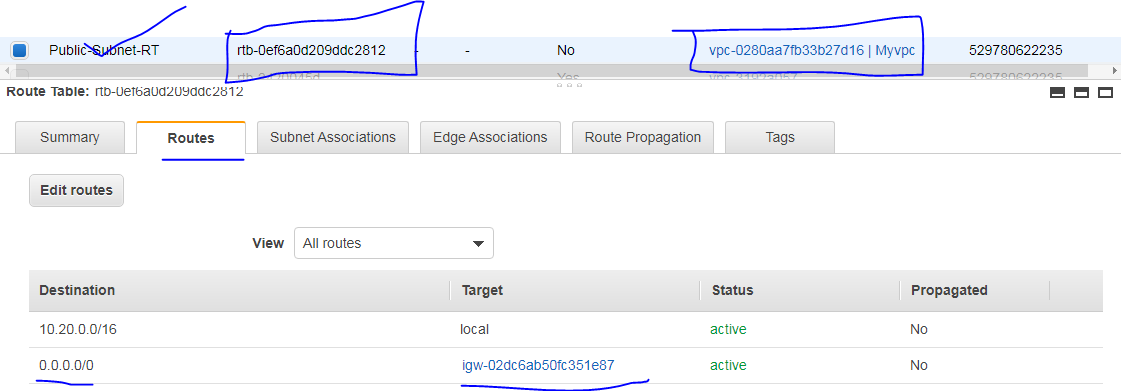 Public-Subnet-RT rtb-0ef6a0d209ddc2812 - - No vpc-0280aa7fb33b27d16 | Myvpc 529780622235
Yes 529780622235
Route Table: rtb-0ef6a0d209ddc2812
Summary Routes Subnet Associations Edge Associations Route Propagation Tags
Edit routes
View All routes
Destination Target Status Propagated
10.20.0.0/16 local active No
0.0.0.0/0 igw-02dc6ab50fc351e87 active No